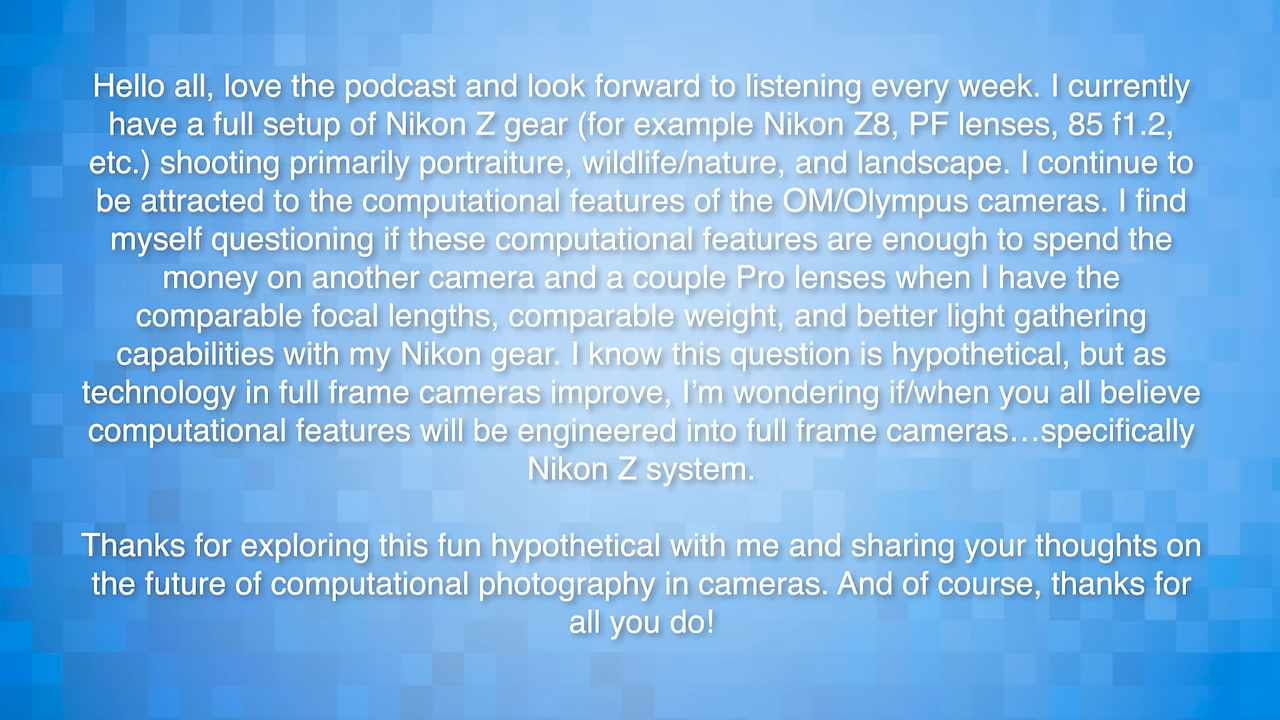 Hello all, love the podcast and look forward to listening every week. I currently
have a full setup of Nikon Z gear (for example Nikon Z8, PF lenses, 85 f1.2,
etc.) shooting primarily portraiture, wildlife/nature, and landscape. I continue to
be attracted to the computational features of the OM/Olympus cameras. I find
myself questioning if these computational features are enough to spend the
money on another camera and a couple Pro lenses when I have the
comparable focal lengths, comparable weight, and better light gathering
capabilities with my Nikon gear. I know this question is hypothetical, but as
technology in full frame cameras improve, I’m wondering if/when you all believe
computational features will be engineered into full frame cameras…specifically
Nikon Z system.
Thanks for exploring this fun hypothetical with me and sharing your thoughts on
the future of computational photography in cameras. And of course, thanks for
all you do!